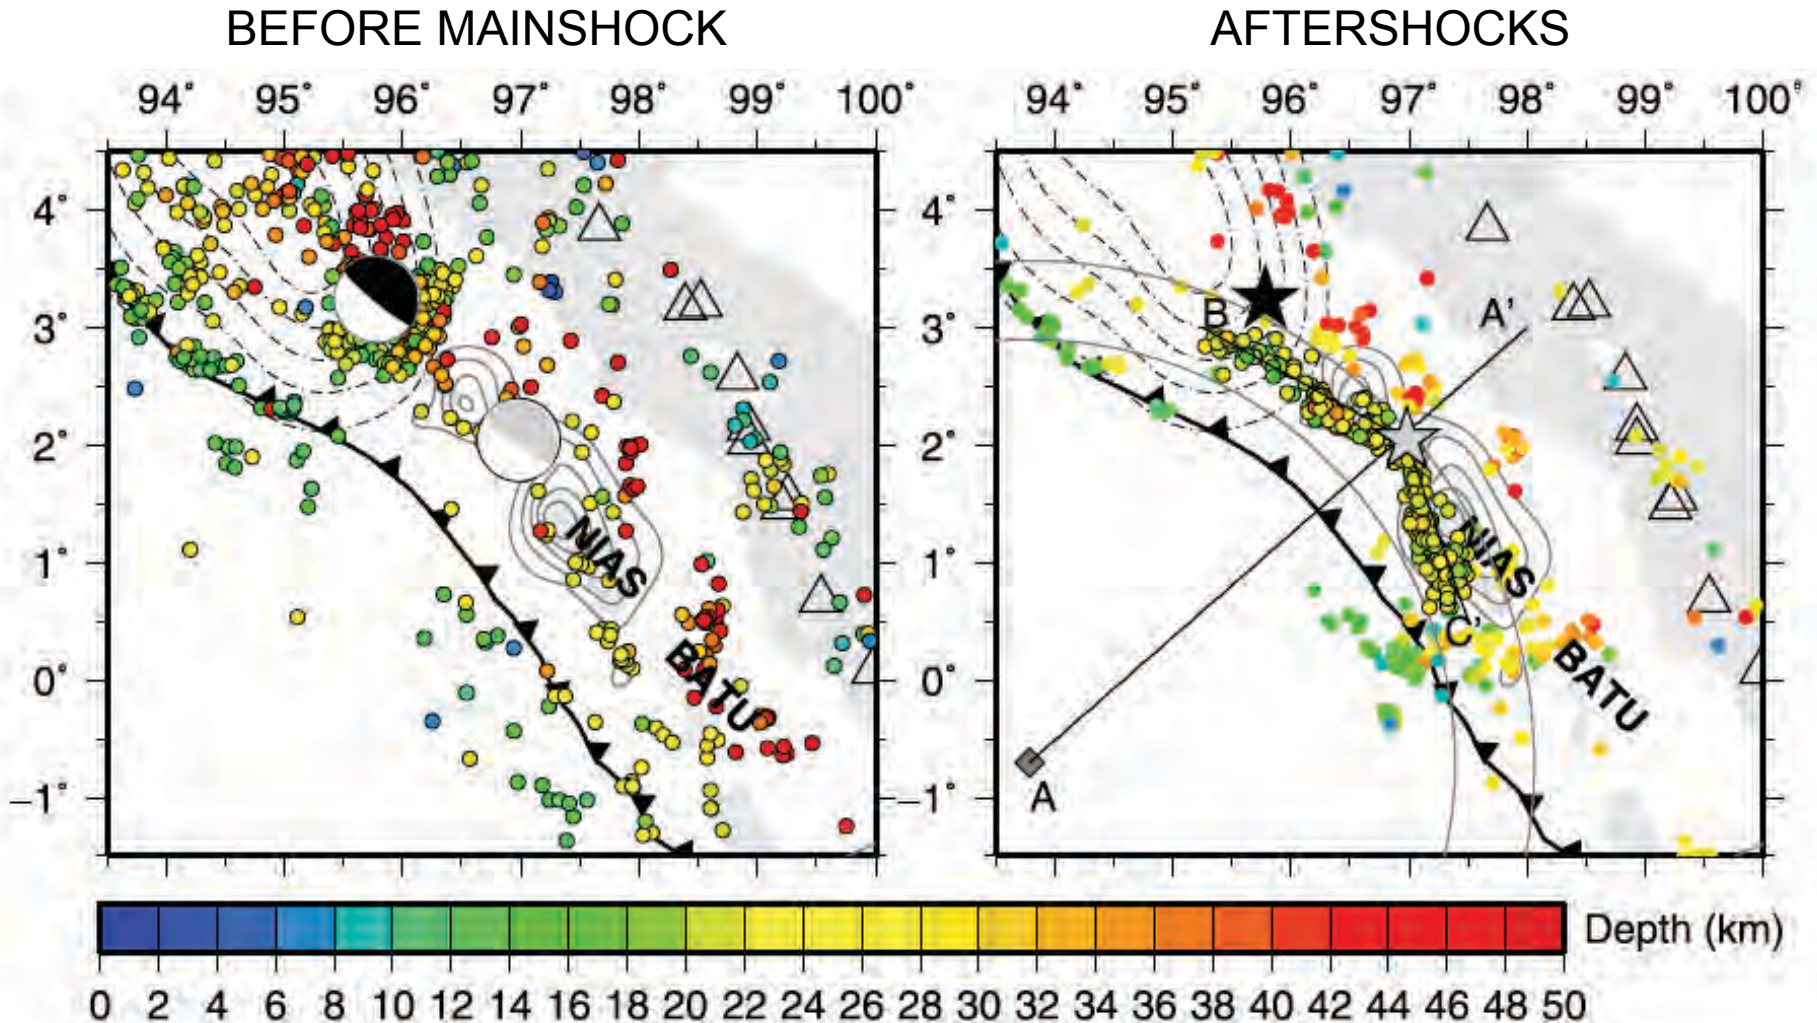 BEFORE MAINSHOCK
AFTERSHOCKS
94° 95° 96° 97° 98° 99° 100°
94° 95° 96° 97° 98° 99° 100°
4°
4°
3°
3°
2°
2°
1°
1°
0°
0°
−1°
−1°
NIAS
BATU
B
A'
NIAS
C'
BATU
A
0 2 4 6 8 10 12 14 16 18 20 22 24 26 28 30 32 34 36 38 40 42 44 46 48 50
Depth (km)